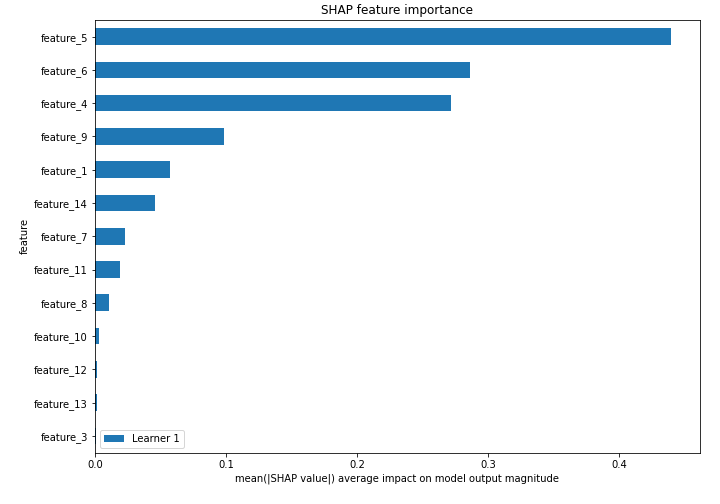 SHAP feature importance
feature_5
feature_6
feature_4
feature_9
feature_1
feature_14
feature_7
feature_11
feature_8
feature_10
feature_12
feature_13
feature_3
feature
Learner 1
0.0 0.1 0.2 0.3 0.4
mean(|SHAP value|) average impact on model output magnitude